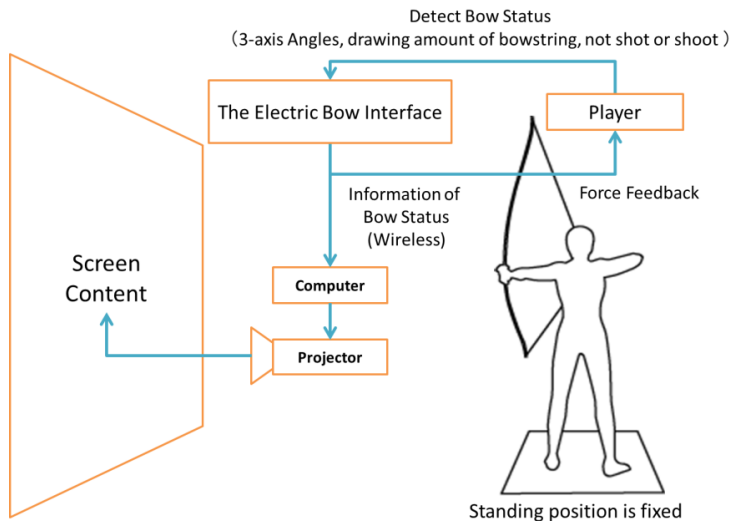 Detect Bow Status
（3-axis Angles, drawing amount of bowstring, not shot or shoot ）
The Electric Bow Interface
Player
Information of
Bow Status
(Wireless)
Force Feedback
Screen
Content
Computer
Projector
Standing position is fixed